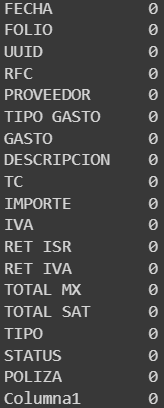 FECHA 0
FOLIO 0
UUID 0
RFC 0
PROVEEDOR 0
TIPO GASTO 0
GASTO 0
DESCRIPCION 0
TC 0
IMPORTE 0
IVA 0
RET ISR 0
RET IVA 0
TOTAL MX 0
TOTAL SAT 0
TIPO 0
STATUS 0
POLIZA 0
Columna1 0